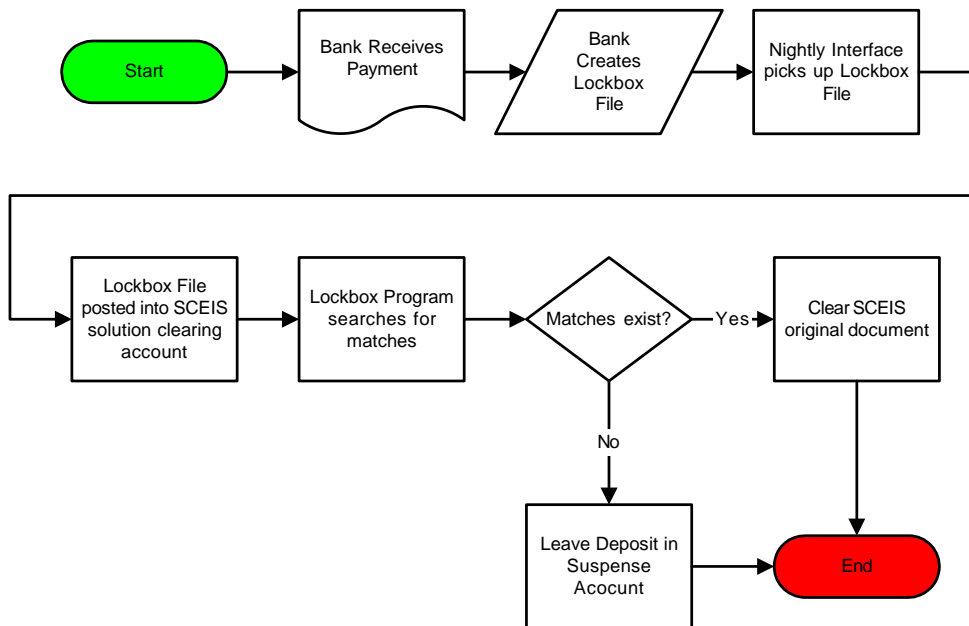 Start
Bank Receives
Payment
Bank
Creates
Lockbox
File
Nightly Interface
picks up Lockbox
File
Lockbox File
posted into SCEIS
solution clearing
account
Lockbox Program
searches for
matches
Matches exist?
Yes
Clear SCEIS
original document
No
Leave Deposit in
Suspense
Acocunt
End